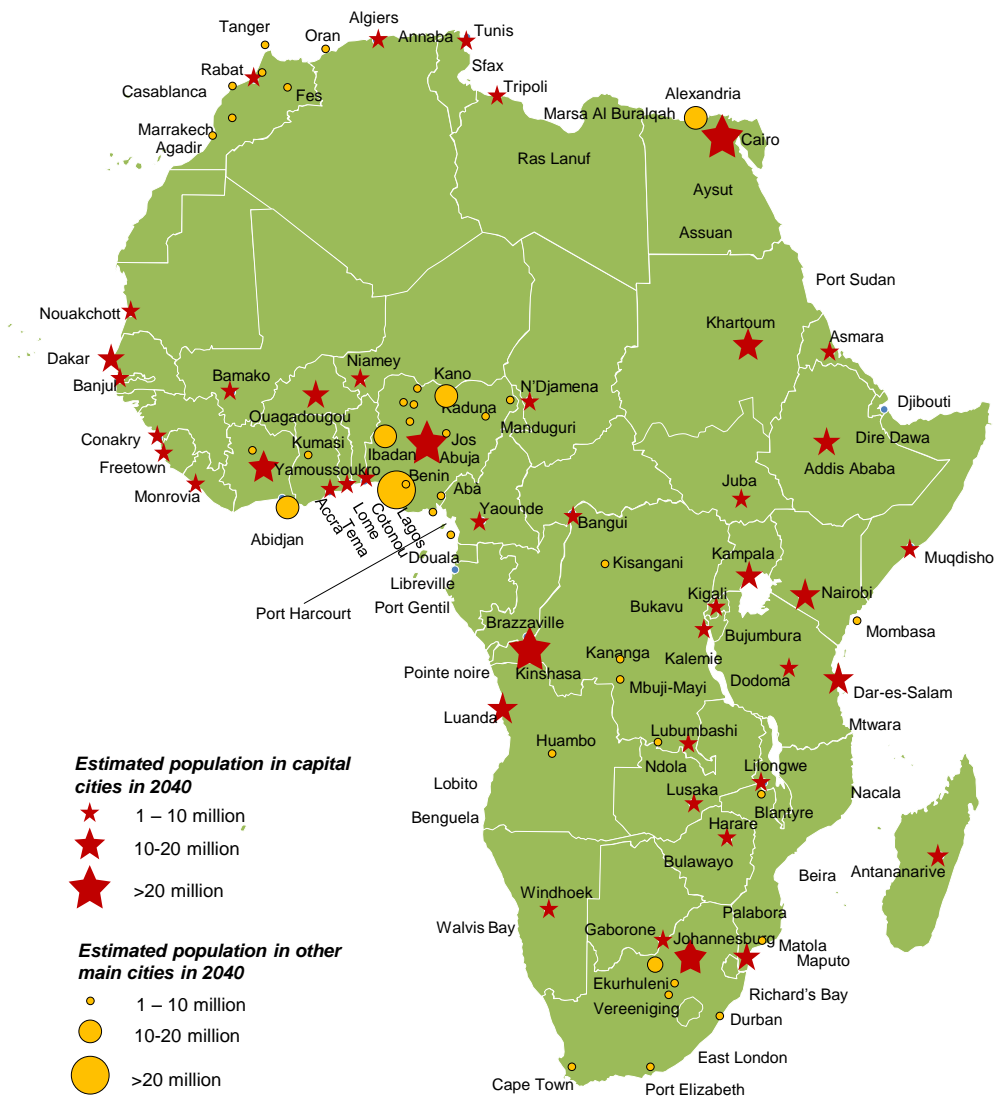 Tanger
Algiers
Oran
Annaba
Tunis
Sfax
Rabat
Tripoli
Casablanca
Fes
Alexandria
Marsa Al Buralqah
Marrakech
Agadir
Cairo
Ras Lanuf
Aysut
Assuan
Port Sudan
Nouakchott
Khartoum
Asmara
Dakar
Banjul
Bamako
Niamey
Kano
N'Djamena
Djibouti
Ouagadougou
Kaduna
Manduguri
Dire Dawa
Conakry
Kumasi
Jos
Ibadan
Abuja
Addis Ababa
Freetown
Yamoussoukro
Benin
Juba
Monrovia
Aba
Yaounde
Bangui
Abidjan
Accra
Tema
Lome
Cotonou
Lagos
Douala
Kisangani
Kampala
Muqdisho
Libreville
Port Gentil
Port Harcourt
Kigali
Nairobi
Bukavu
Brazzaville
Bujumbura
Mombasa
Kananga
Kalemie
Pointe noire
Kinshasa
Dodoma
Mbuji-Mayi
Dar-es-Salam
Luanda
Mtwara
Huambo
Lubumbashi
Ndola
Lilongwe
Lobito
Lusaka
Nacala
Benguela
Blantyre
Harare
Bulawayo
Beira
Antananarive
Windhoek
Palabora
Walvis Bay
Gaborone
Johannesburg
Matola
Maputo
Ekurhuleni
Richard's Bay
Vereeniging
Durban
East London
Cape Town
Port Elizabeth
Estimated population in capital
cities in 2040
1 – 10 million
10-20 million
>20 million
Estimated population in other
main cities in 2040
1 – 10 million
10-20 million
>20 million